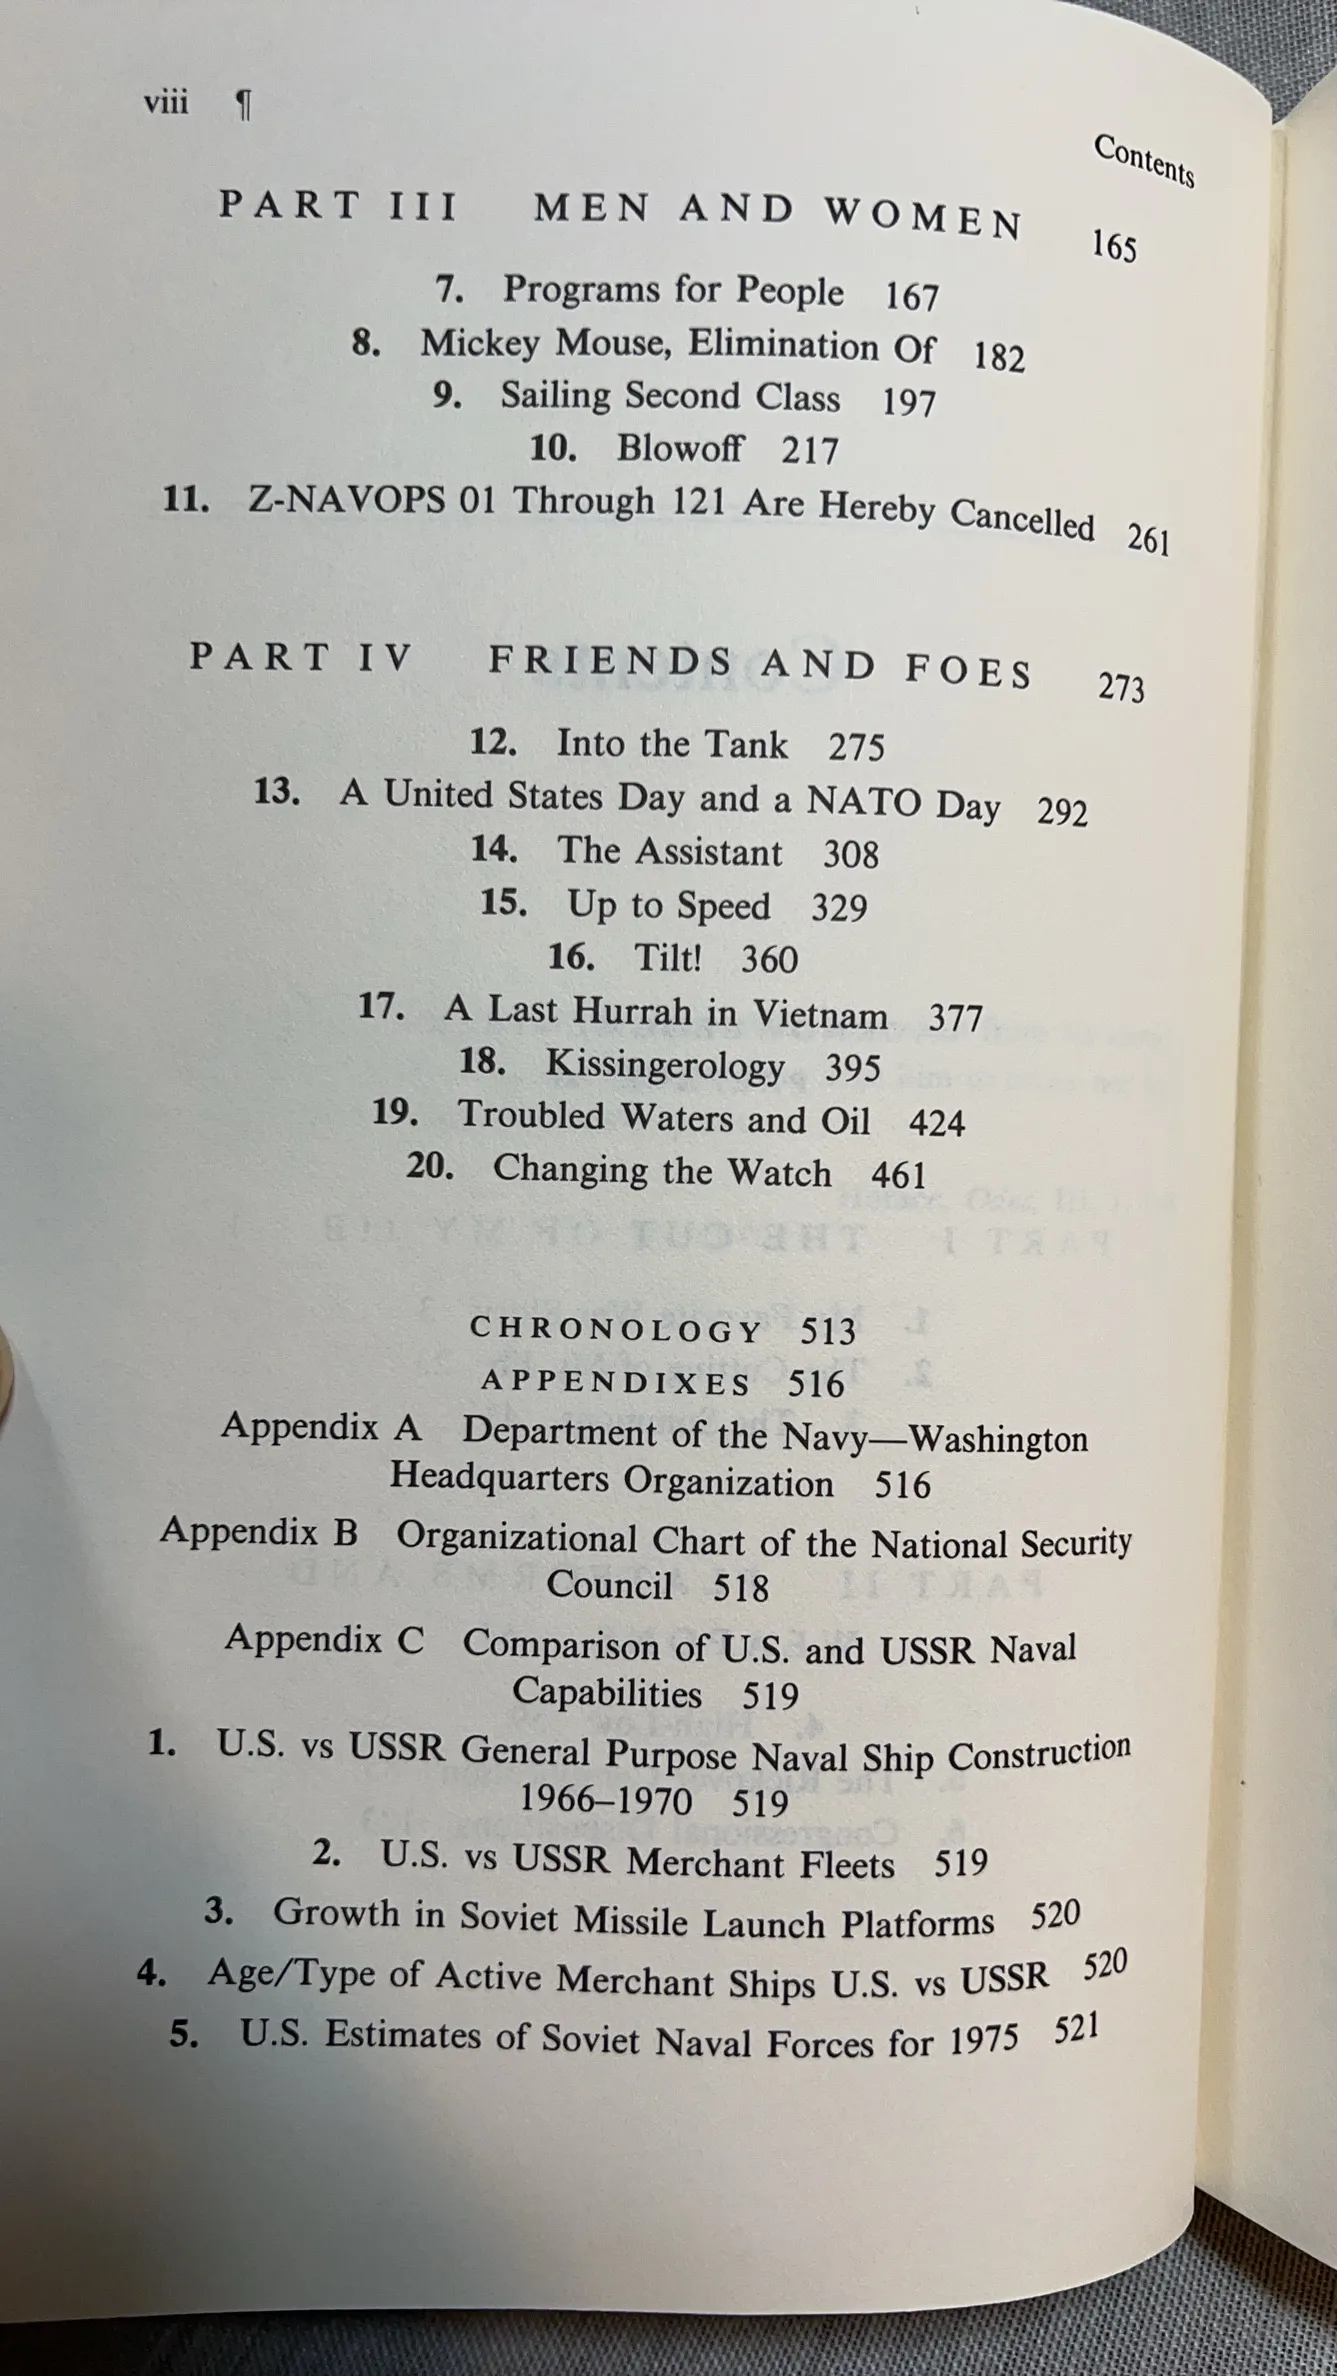 viii ¶
Contents
PART III MEN AND WOMEN 165
7. Programs for People 167
8. Mickey Mouse, Elimination Of 182
9. Sailing Second Class 197
10. Blowoff 217
11. Z-NAVOPS 01 Through 121 Are Hereby Cancelled 261
PART IV FRIENDS AND FOES 273
12. Into the Tank 275
13. A United States Day and a NATO Day 292
14. The Assistant 308
15. Up to Speed 329
16. Tilt! 360
17. A Last Hurrah in Vietnam 377
18. Kissingerology 395
19. Troubled Waters and Oil 424
20. Changing the Watch 461
CHRONOLOGY 513
APPENDIXES 516
Appendix A Department of the Navy—Washington
Headquarters Organization 516
Appendix B Organizational Chart of the National Security
Council 518
Appendix C Comparison of U.S. and USSR Naval
Capabilities 519
1. U.S. vs USSR General Purpose Naval Ship Construction
1966–1970 519
2. U.S. vs USSR Merchant Fleets 519
3. Growth in Soviet Missile Launch Platforms 520
4. Age/Type of Active Merchant Ships U.S. vs USSR 520
5. U.S. Estimates of Soviet Naval Forces for 1975 521